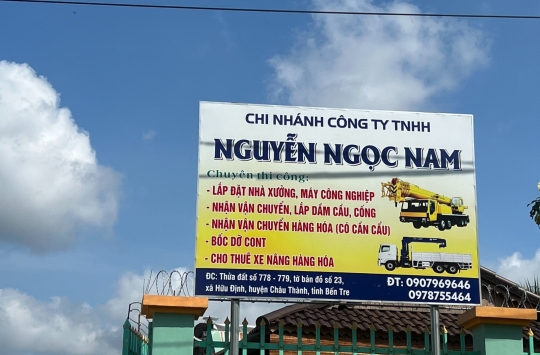 CHI NHÁNH CÔNG TY TNHH
NGUYỄN NGỌC NAM
Chuyên thi công:
- LẮP ĐẶT NHÀ XƯỞNG, MÁY CÔNG NGHIỆP
- NHẬN VẬN CHUYỂN, LẮP DẦM CẦU, CỐNG
- NHẬN VẬN CHUYỂN HÀNG HÓA (CÓ CẦN CẨU)
- BỐC DỠ CONT
- CHO THUÊ XE NÂNG HÀNG HÓA
ĐC: Thửa đất số 778 - 779, tờ bản đồ số 23,
xã Hữu Định, huyện Châu Thành, tỉnh Bến Tre
ĐT: 0907969646
0978755464